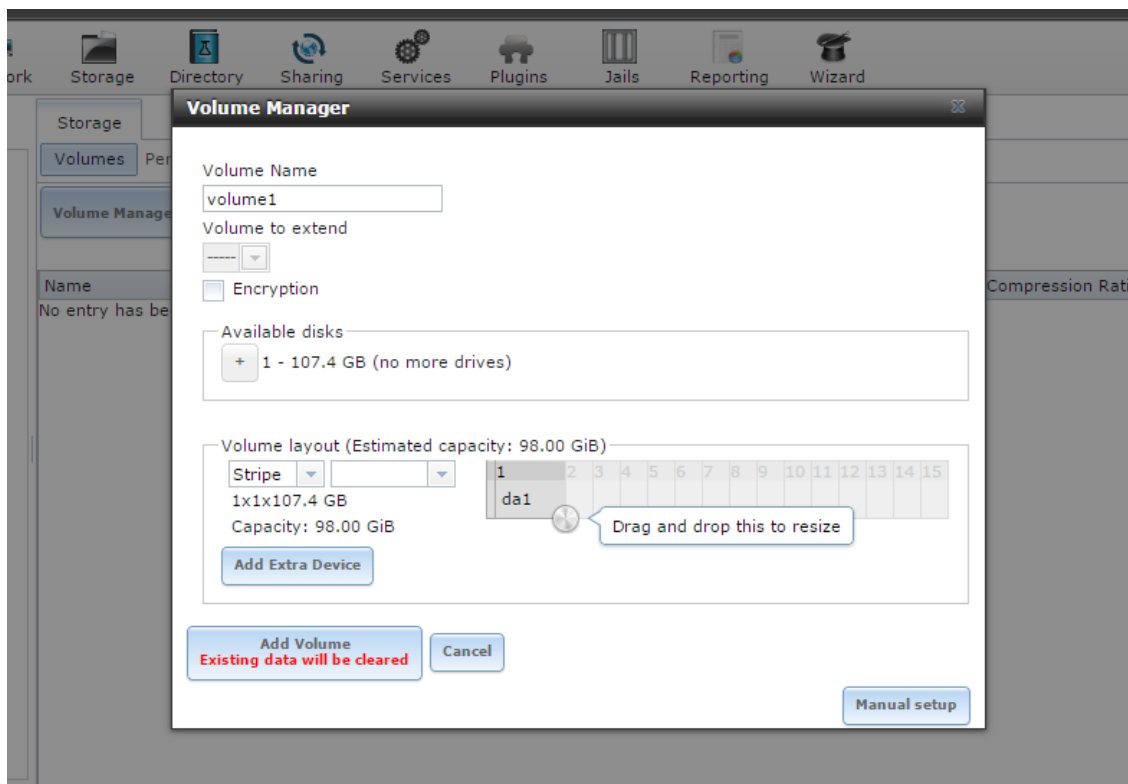 ork Storage Directory Sharing Services Plugins Jails Reporting Wizard
Volume Manager
Storage
Volumes Per
Volume Manage
Volume Name
volume1
Volume to extend
-----
Encryption
Name
Compression Rati
No entry has be
Available disks
+ 1 - 107.4 GB (no more drives)
Volume layout (Estimated capacity: 98.00 GiB)
Stripe
1 2 3 4 5 6 7 8 9 10 11 12 13 14 15
1x1x107.4 GB
da1
Capacity: 98.00 GiB
Drag and drop this to resize
Add Extra Device
Add Volume
Existing data will be cleared
Cancel
Manual setup